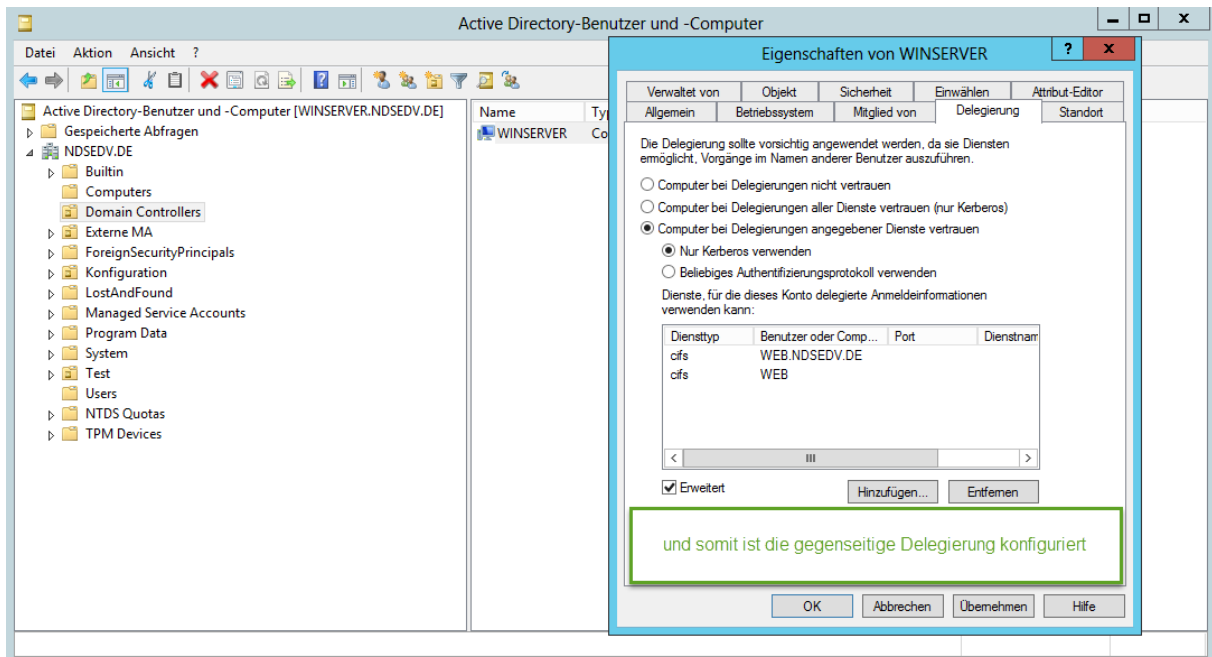 Active Directory-Benutzer und -Computer
Datei Aktion Ansicht ?
Active Directory-Benutzer und -Computer [WINSERVER.NDSEDV.DE]
Gespeicherte Abfragen
NDSEDV.DE
Builtin
Computers
Domain Controllers
Externe MA
ForeignSecurityPrincipals
Konfiguration
LostAndFound
Managed Service Accounts
Program Data
System
Test
Users
NTDS Quotas
TPM Devices
Name Ty
WINSERVER Co
Eigenschaften von WINSERVER ? x
Verwaltet von Objekt Sicherheit Einwählen Attribut-Editor
Allgemein Betriebssystem Mitglied von Delegierung Standort
Die Delegierung sollte vorsichtig angewendet werden, da sie Diensten
ermöglicht, Vorgänge im Namen anderer Benutzer auszuführen.
Computer bei Delegierungen nicht vertrauen
Computer bei Delegierungen aller Dienste vertrauen (nur Kerberos)
Computer bei Delegierungen angegebener Dienste vertrauen
Nur Kerberos verwenden
Beliebiges Authentifizierungsprotokoll verwenden
Dienste, für die dieses Konto delegierte Anmeldeinformationen
verwenden kann:
Diensttyp Benutzer oder Comp... Port Dienstnam
cifs WEB.NDSEDV.DE
cifs WEB
Erweitert Hinzufügen... Entfernen
und somit ist die gegenseitige Delegierung konfiguriert
OK Abbrechen Übernehmen Hilfe